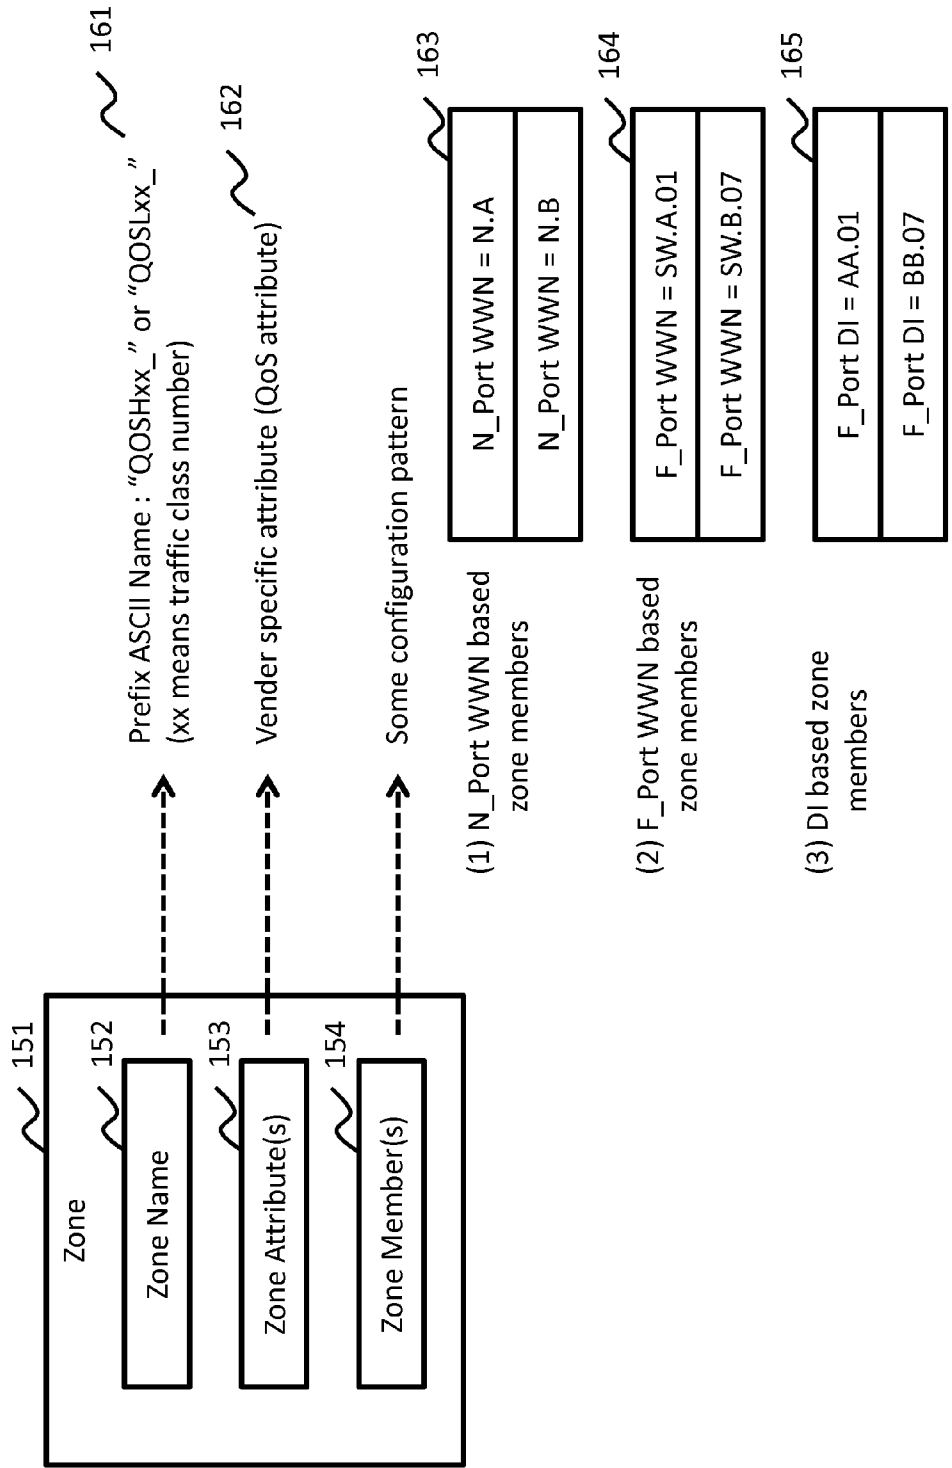 Zone
151
Zone Name
152
Zone Attribute(s)
153
Zone Member(s)
154
Prefix ASCII Name : “QOSHxx_” or “QOSLxx_”
(xx means traffic class number)
161
Vender specific attribute (QoS attribute)
162
Some configuration pattern
(1) N_Port WWN based
zone members
N_Port WWN = N.A
N_Port WWN = N.B
163
(2) F_Port WWN based
zone members
F_Port WWN = SW.A.01
F_Port WWN = SW.B.07
164
(3) DI based zone
members
F_Port DI = AA.01
F_Port DI = BB.07
165